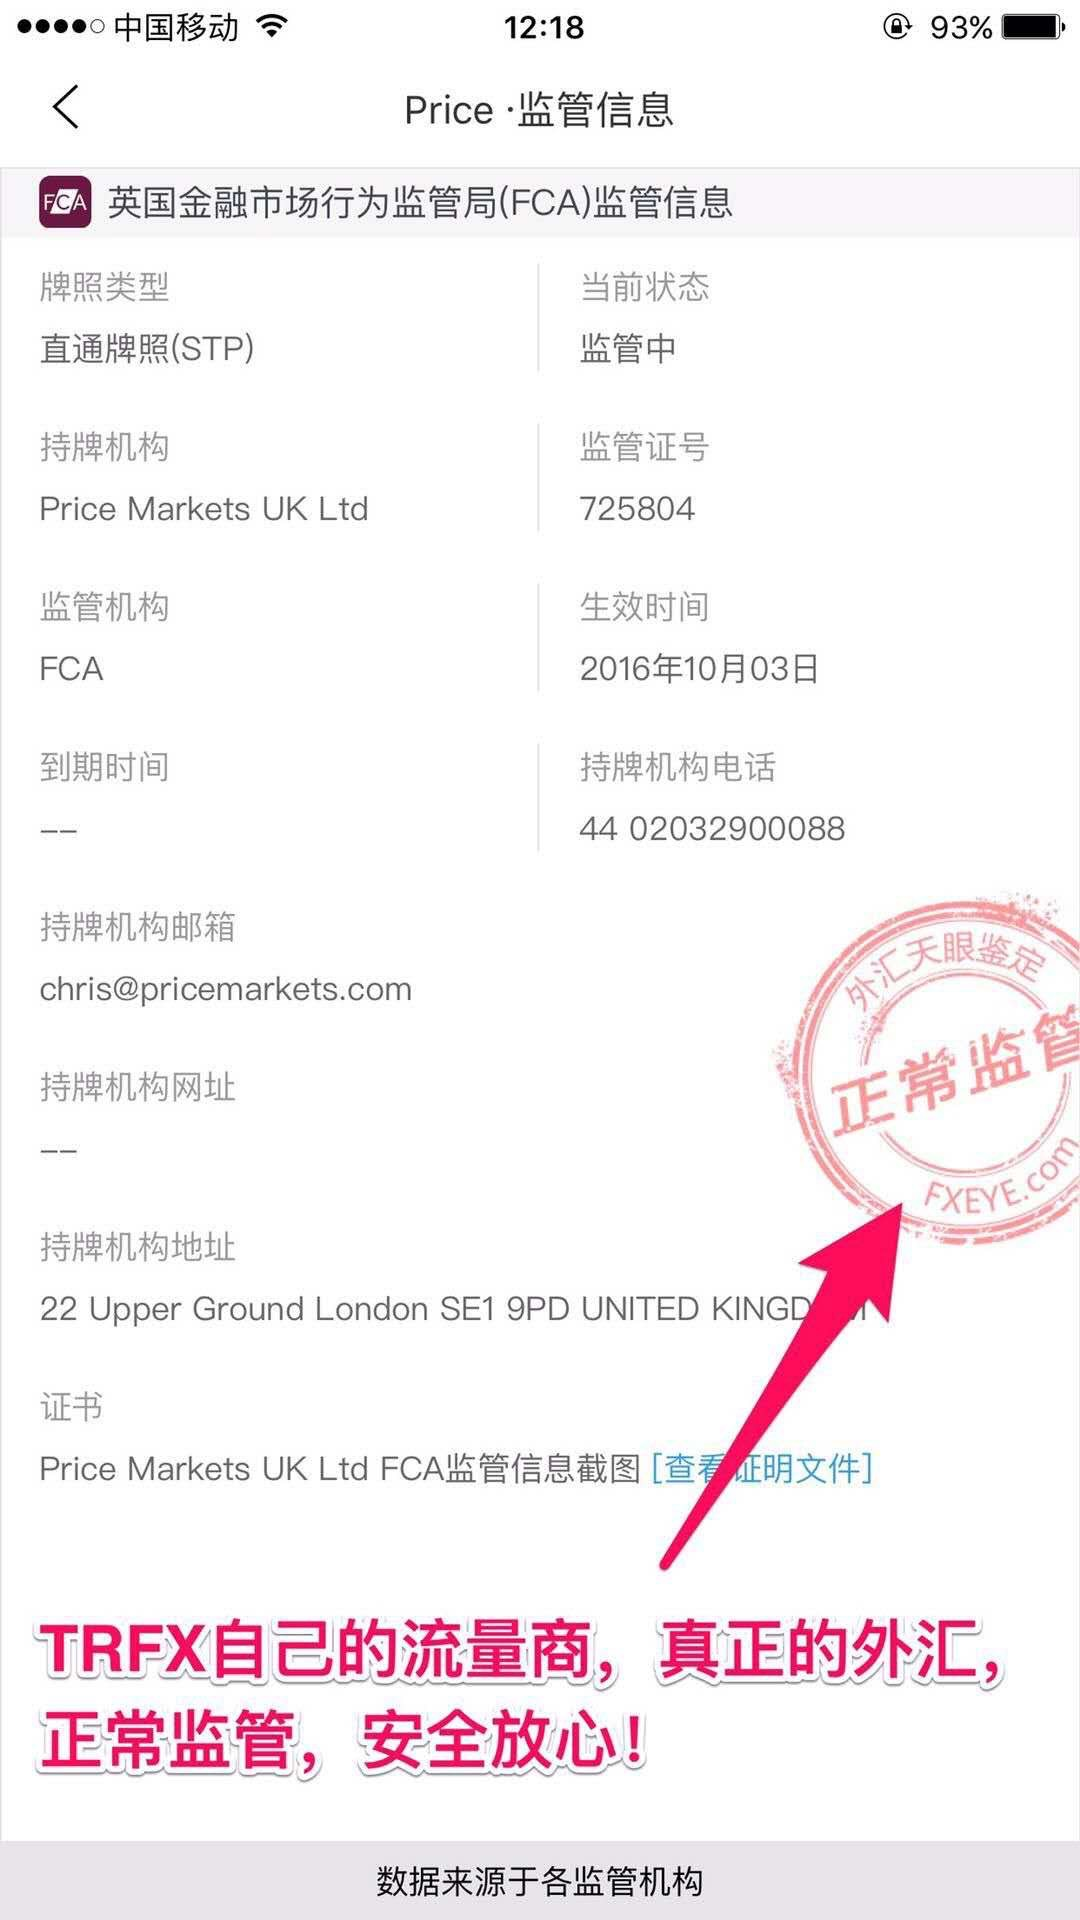 中国移动 12:18 93%
Price ·监管信息
FCA 英国金融市场行为监管局(FCA)监管信息
牌照类型 当前状态
直通牌照(STP) 监管中
持牌机构 监管证号
Price Markets UK Ltd 725804
监管机构 生效时间
FCA 2016年10月03日
到期时间 持牌机构电话
-- 44 02032900088
持牌机构邮箱
chris@pricemarkets.com
外汇天眼鉴定
正常监管
FXEYE.com
持牌机构网址
--
持牌机构地址
22 Upper Ground London SE1 9PD UNITED KINGDOM
证书
Price Markets UK Ltd FCA监管信息截图 [查看证明文件]
TRFX自己的流量商，真正的外汇，
正常监管，安全放心！
数据来源于各监管机构